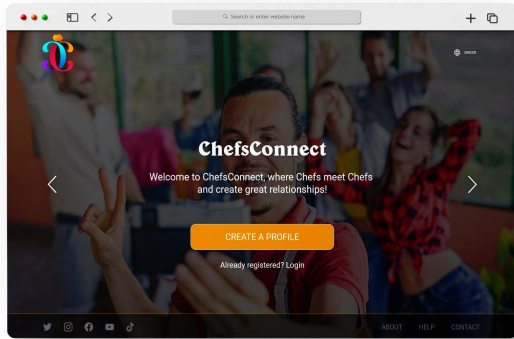 Search or enter website name
ChefsConnect
Welcome to ChefsConnect, where Chefs meet Chefs
and create great relationships!
CREATE A PROFILE
Already registered? Login
ABOUT HELP CONTACT